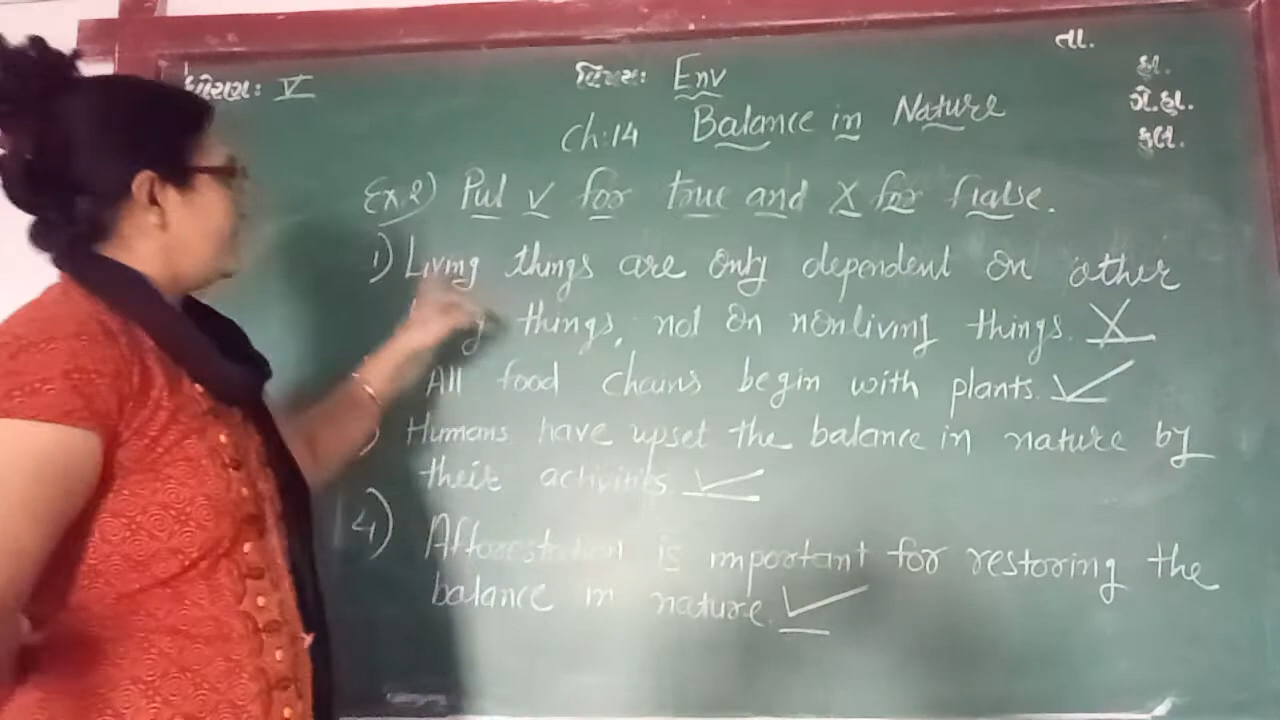 ધોરણ: V
વિષય: Env
તા.
હા.
ગે.હા.
કુલ.
Ch:14 Balance in Nature
Ex.2) Put √ for true and X for false.
1) Living things are only dependent on other
things, not on nonliving things. X
All food chains begin with plants. ✓
) Humans have upset the balance in nature by
their activities. ✓
4) Afforestation is important for restoring the
balance in nature. ✓